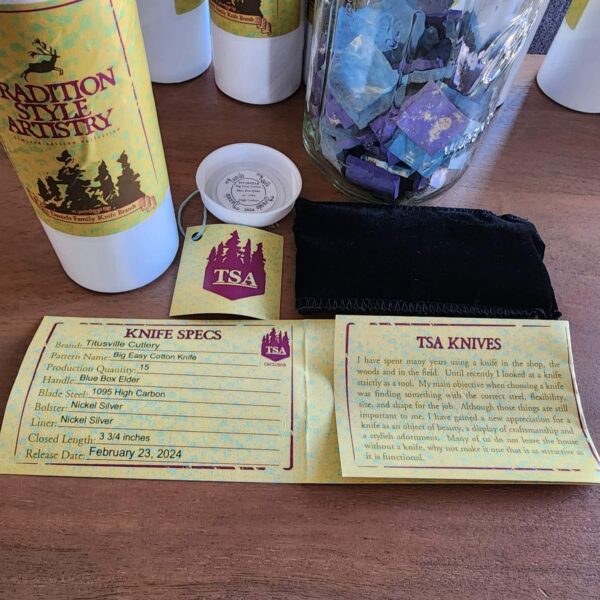 TRADITION
STYLE
ARTISTRY
Daniels Family Knife Brands
TSA
KNIFE SPECS
Brand: Titusville Cutlery
Pattern Name: Big Easy Cotton Knife
Production Quantity: 15
Handle: Blue Box Elder
Blade Steel: 1095 High Carbon
Bolster: Nickel Silver
Liner: Nickel Silver
Closed Length: 3 3/4 inches
Release Date: February 23, 2024
TSA
EXCLUSIVE
TSA KNIVES
I have spent many years using a knife in the shop, the
woods and in the field. Until recently I looked at a knife
strictly as a tool. My main objective when choosing a knife
was finding something with the correct steel, flexibility,
size, and shape for the job. Although those things are still
important to me, I have gained a new appreciation for a
knife as an object of beauty, a display of craftsmanship and
a stylish adornment. Many of us do not leave the house
without a knife, why not make it one that is as attractive as
it is functional.